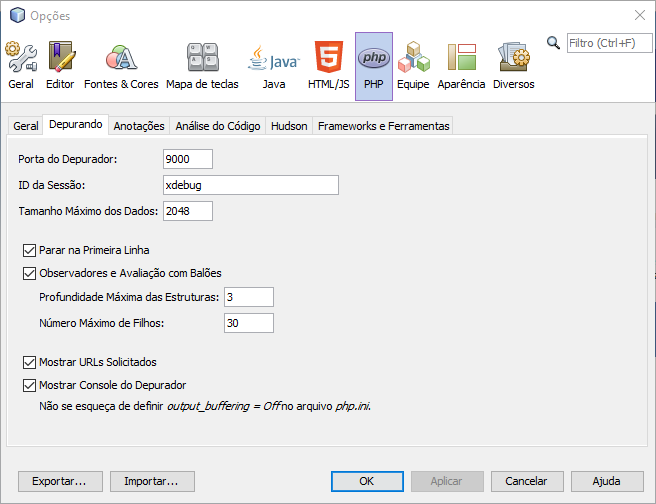 Opções
Geral Editor Fontes & Cores Mapa de teclas Java HTML/JS PHP Equipe Aparência Diversos Filtro (Ctrl+F)
Geral Depurando Anotações Análise do Código Hudson Frameworks e Ferramentas
Porta do Depurador: 9000
ID da Sessão: xdebug
Tamanho Máximo dos Dados: 2048
Parar na Primeira Linha
Observadores e Avaliação com Balões
Profundidade Máxima das Estruturas: 3
Número Máximo de Filhos: 30
Mostrar URLs Solicitados
Mostrar Console do Depurador
Não se esqueça de definir output_buffering = Off no arquivo php.ini.
Exportar... Importar... OK Aplicar Cancelar Ajuda